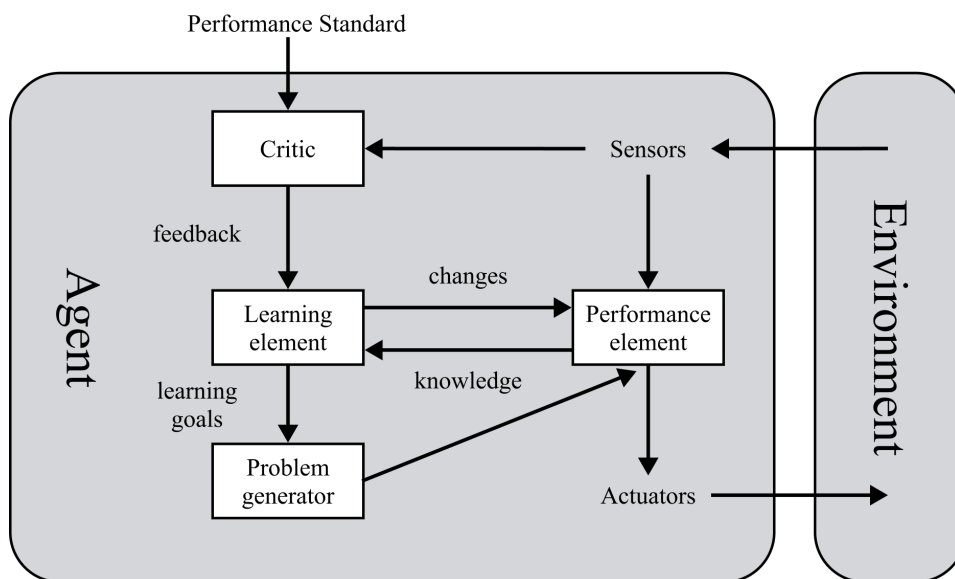 Performance Standard
Critic
Sensors
feedback
changes
Learning
element
Performance
element
knowledge
learning
goals
Problem
generator
Actuators
Agent
Environment